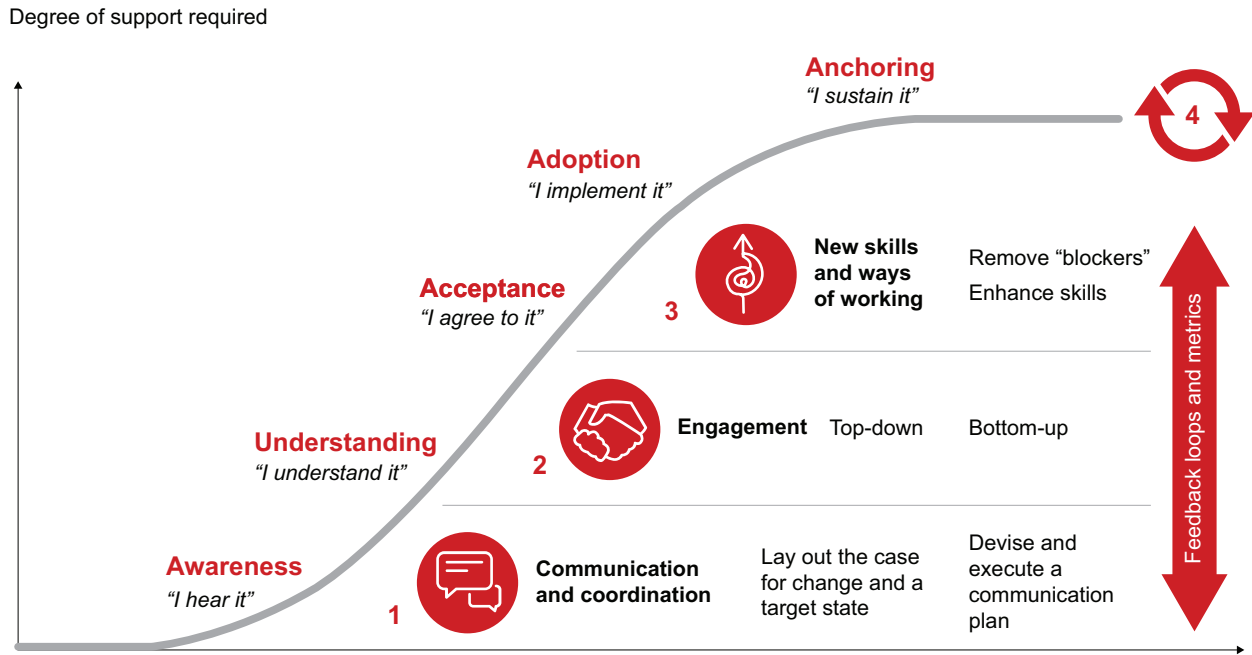 Degree of support required
Anchoring
“I sustain it”
4
Adoption
“I implement it”
Acceptance
“I agree to it”
3
New skills
and ways
of working
Remove “blockers”
Enhance skills
Understanding
“I understand it”
2
Engagement
Top-down
Bottom-up
Awareness
“I hear it”
1
Communication
and coordination
Lay out the case
for change and a
target state
Devise and
execute a
communication
plan
Feedback loops and metrics